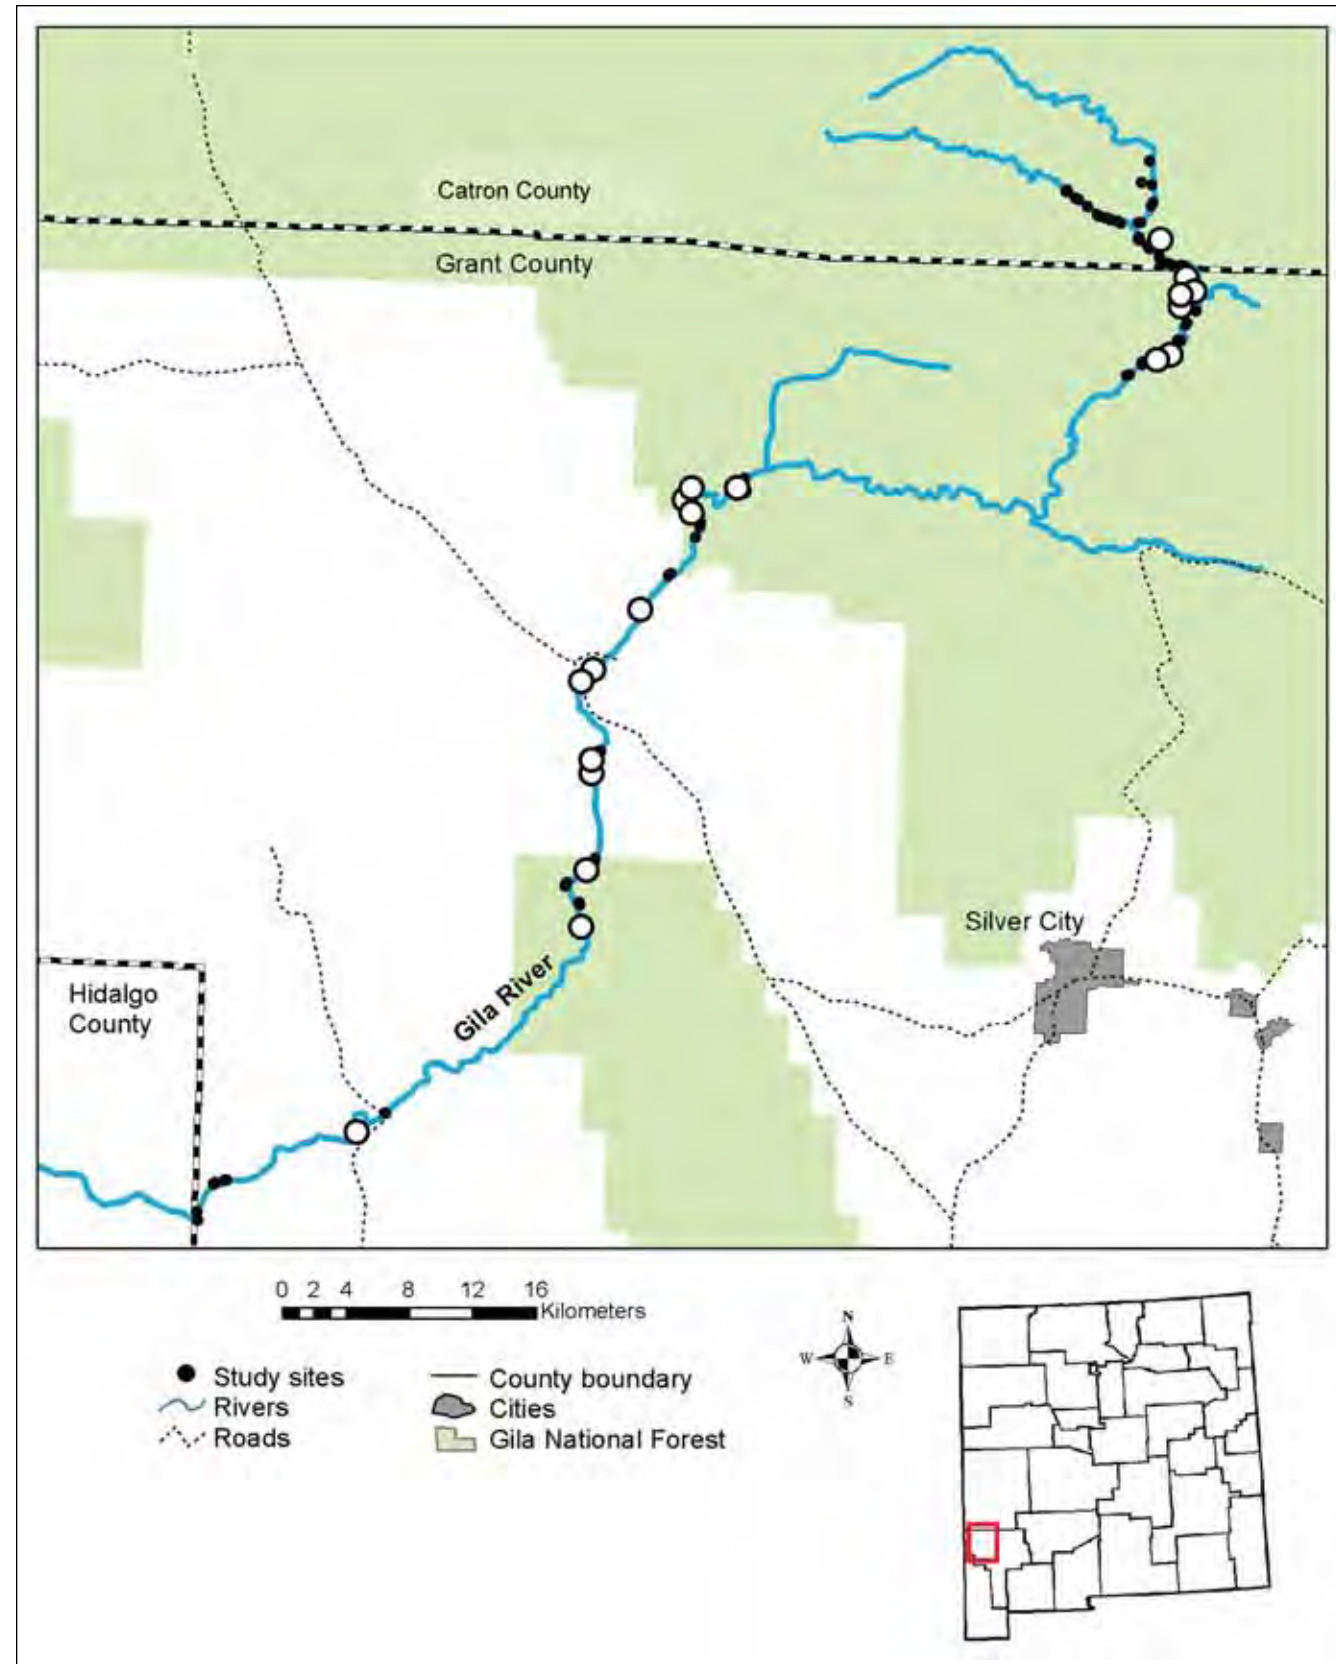 Catron County
Grant County
Silver City
Gila River
Hidalgo
County
0 2 4 8 12 16
Kilometers
N
W E
S
Study sites
Rivers
Roads
County boundary
Cities
Gila National Forest